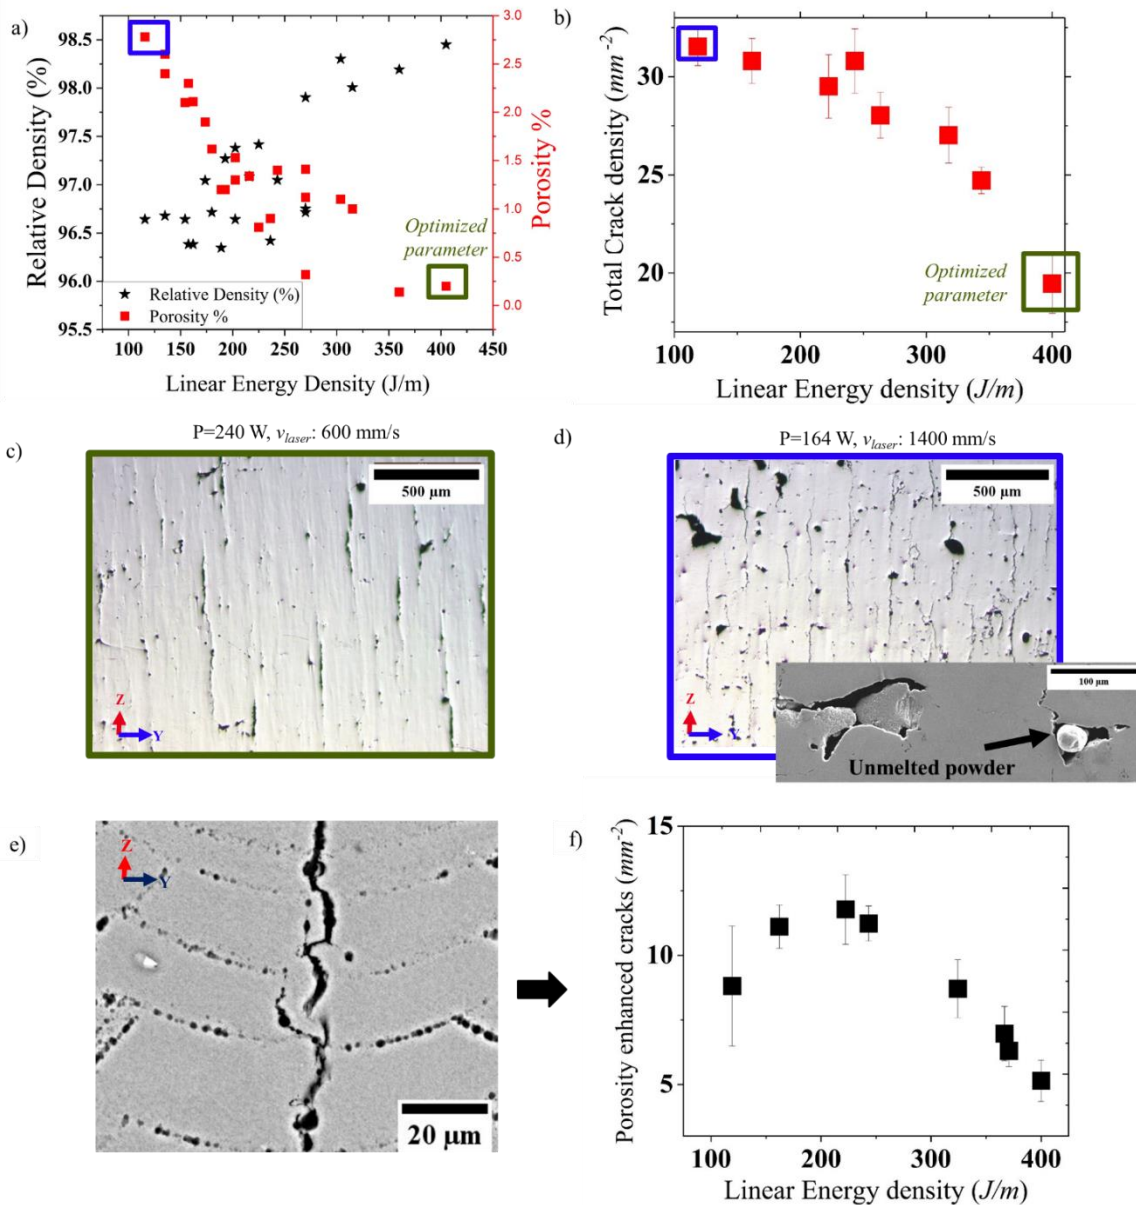 a)
Relative Density (%)
98.5
98.0
97.5
97.0
96.5
96.0
95.5
3.0
2.5
2.0
1.5
1.0
0.5
0.0
Porosity %
Optimized
parameter
Relative Density (%)
Porosity %
100 150 200 250 300 350 400 450
Linear Energy Density (J/m)
b)
Total Crack density (mm⁻²)
30
25
20
Optimized
parameter
100 200 300 400
Linear Energy density (J/m)
c)
P=240 W, vlaser: 600 mm/s
500 µm
Z
Y
d)
P=164 W, vlaser: 1400 mm/s
500 µm
Z
X
100 µm
Unmelted powder
e)
Z
Y
20 µm
f)
Porosity enhanced cracks (mm⁻²)
15
10
5
100 200 300 400
Linear Energy density (J/m)